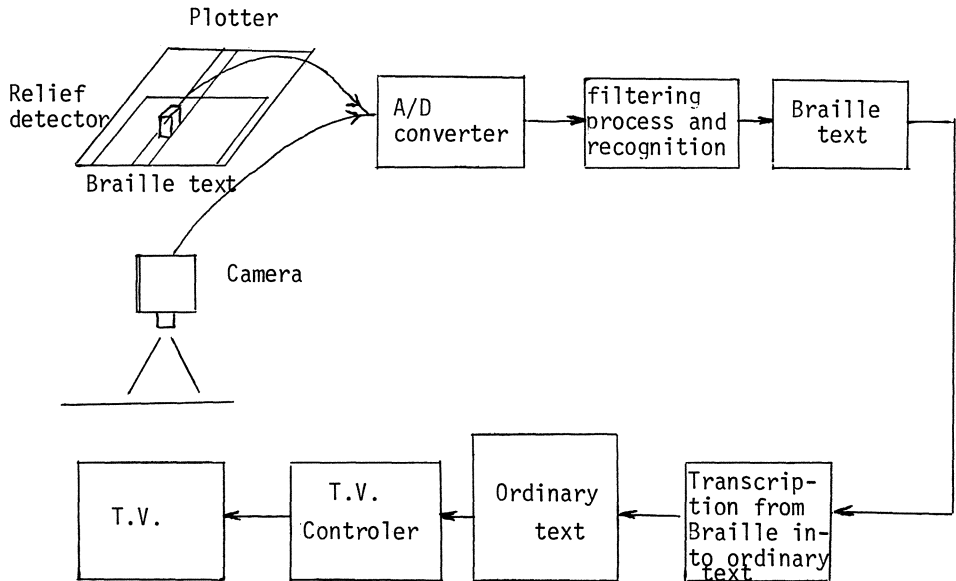 Plotter
Relief
detector
Braille text
A/D
converter
filtering
process and
recognition
Braille
text
Camera
T.V.
T.V.
Controler
Ordinary
text
Transcrip-
tion from
Braille in-
to ordinary
text